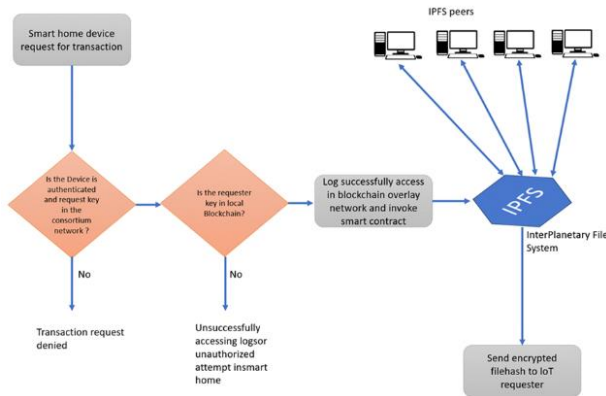 IPFS peers
Smart home device
request for transaction
Is the Device is
authenticated
and request key
in the
consortium
network ?
Is the requester
key in local
Blockchain?
Log successfully access
in blockchain overlay
network and invoke
smart contract
IPFS
InterPlanetary File
System
No
No
Transaction request
denied
Unsuccessfully
accessing logsor
unauthorized
attempt insmart
home
Send encrypted
filehash to IoT
requester